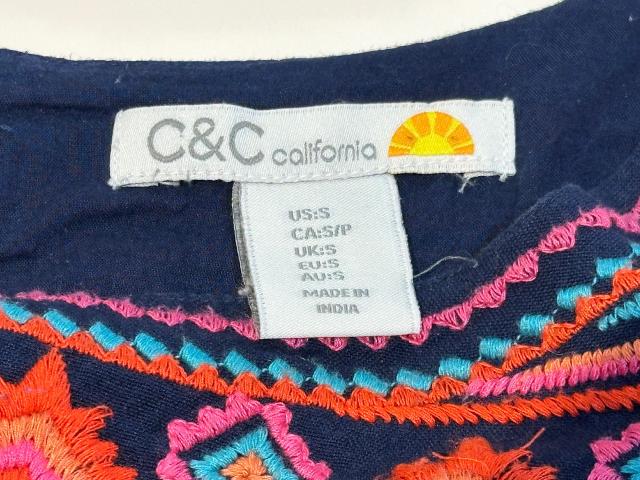 C&C california
US:S
CA:S/P
UK:S
EU:S
AU:S
MADE IN
INDIA